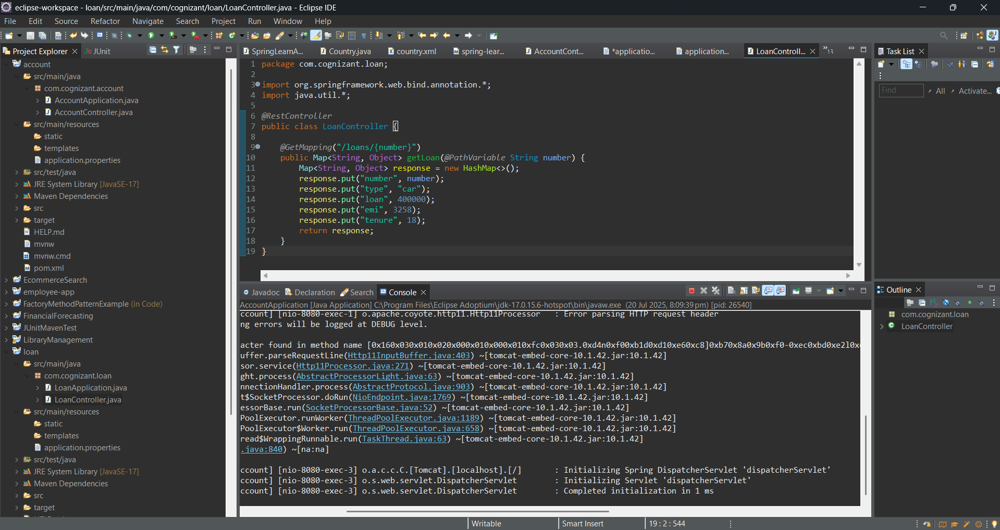 eclipse-workspace - loan/src/main/java/com/cognizant/loan/LoanController.java - Eclipse IDE
File Edit Source Refactor Navigate Search Project Run Window Help
Project Explorer
JUnit
account
src/main/java
com.cognizant.account
AccountApplication.java
AccountController.java
src/main/resources
static
templates
application.properties
src/test/java
JRE System Library [JavaSE-17]
Maven Dependencies
src
target
HELP.md
mvnw
mvnw.cmd
pom.xml
EcommerceSearch
employee-app
FactoryMethodPatternExample (in Code)
FinancialForecasting
JUnitMavenTest
LibraryManagement
loan
src/main/java
com.cognizant.loan
LoanApplication.java
LoanController.java
src/main/resources
static
templates
application.properties
src/test/java
JRE System Library [JavaSE-17]
Maven Dependencies
src
target
SpringLearnA... Country.java country.xml spring-lear... AccountCont... *applicatio... application... LoanControll... »13
1 package com.cognizant.loan;
2
3 import org.springframework.web.bind.annotation.*;
4 import java.util.*;
5
6 @RestController
7 public class LoanController {
8
9 @GetMapping("/loans/{number}")
10 public Map<String, Object> getLoan(@PathVariable String number) {
11 Map<String, Object> response = new HashMap<>();
12 response.put("number", number);
13 response.put("type", "car");
14 response.put("loan", 400000);
15 response.put("emi", 3258);
16 response.put("tenure", 18);
17 return response;
18 }
19 }
Javadoc Declaration Search Console
AccountApplication [Java Application] C:\Program Files\Eclipse Adoptium\jdk-17.0.15.6-hotspot\bin\javaw.exe (20 Jul 2025, 8:09:39 pm) [pid: 26540]
ccount] [nio-8080-exec-1] o.apache.coyote.http11.Http11Processor : Error parsing HTTP request header
ng errors will be logged at DEBUG level.
acter found in method name [0x160x030x010x020x000x010x000x010xfc0x030x03.0xd4n0xf00xb1d0xd10xe60xc8]0xb70x8a0x9b0xf0-0xec0xbd0xe2l0x
uffer.parseRequestLine(Http11InputBuffer.java:403) ~[tomcat-embed-core-10.1.42.jar:10.1.42]
sor.service(Http11Processor.java:271) ~[tomcat-embed-core-10.1.42.jar:10.1.42]
ght.process(AbstractProcessorLight.java:63) ~[tomcat-embed-core-10.1.42.jar:10.1.42]
nnectionHandler.process(AbstractProtocol.java:903) ~[tomcat-embed-core-10.1.42.jar:10.1.42]
t$SocketProcessor.doRun(NioEndpoint.java:1769) ~[tomcat-embed-core-10.1.42.jar:10.1.42]
essorBase.run(SocketProcessorBase.java:52) ~[tomcat-embed-core-10.1.42.jar:10.1.42]
PoolExecutor.runWorker(ThreadPoolExecutor.java:1189) ~[tomcat-embed-core-10.1.42.jar:10.1.42]
PoolExecutor$Worker.run(ThreadPoolExecutor.java:658) ~[tomcat-embed-core-10.1.42.jar:10.1.42]
read$WrappingRunnable.run(TaskThread.java:63) ~[tomcat-embed-core-10.1.42.jar:10.1.42]
.java:840) ~[na:na]
ccount] [nio-8080-exec-3] o.a.c.c.C.[Tomcat].[localhost].[/] : Initializing Spring DispatcherServlet 'dispatcherServlet'
ccount] [nio-8080-exec-3] o.s.web.servlet.DispatcherServlet : Initializing Servlet 'dispatcherServlet'
ccount] [nio-8080-exec-3] o.s.web.servlet.DispatcherServlet : Completed initialization in 1 ms
Task List
Find All Activate...
Outline
com.cognizant.loan
LoanController
Writable Smart Insert 19 : 2 : 544